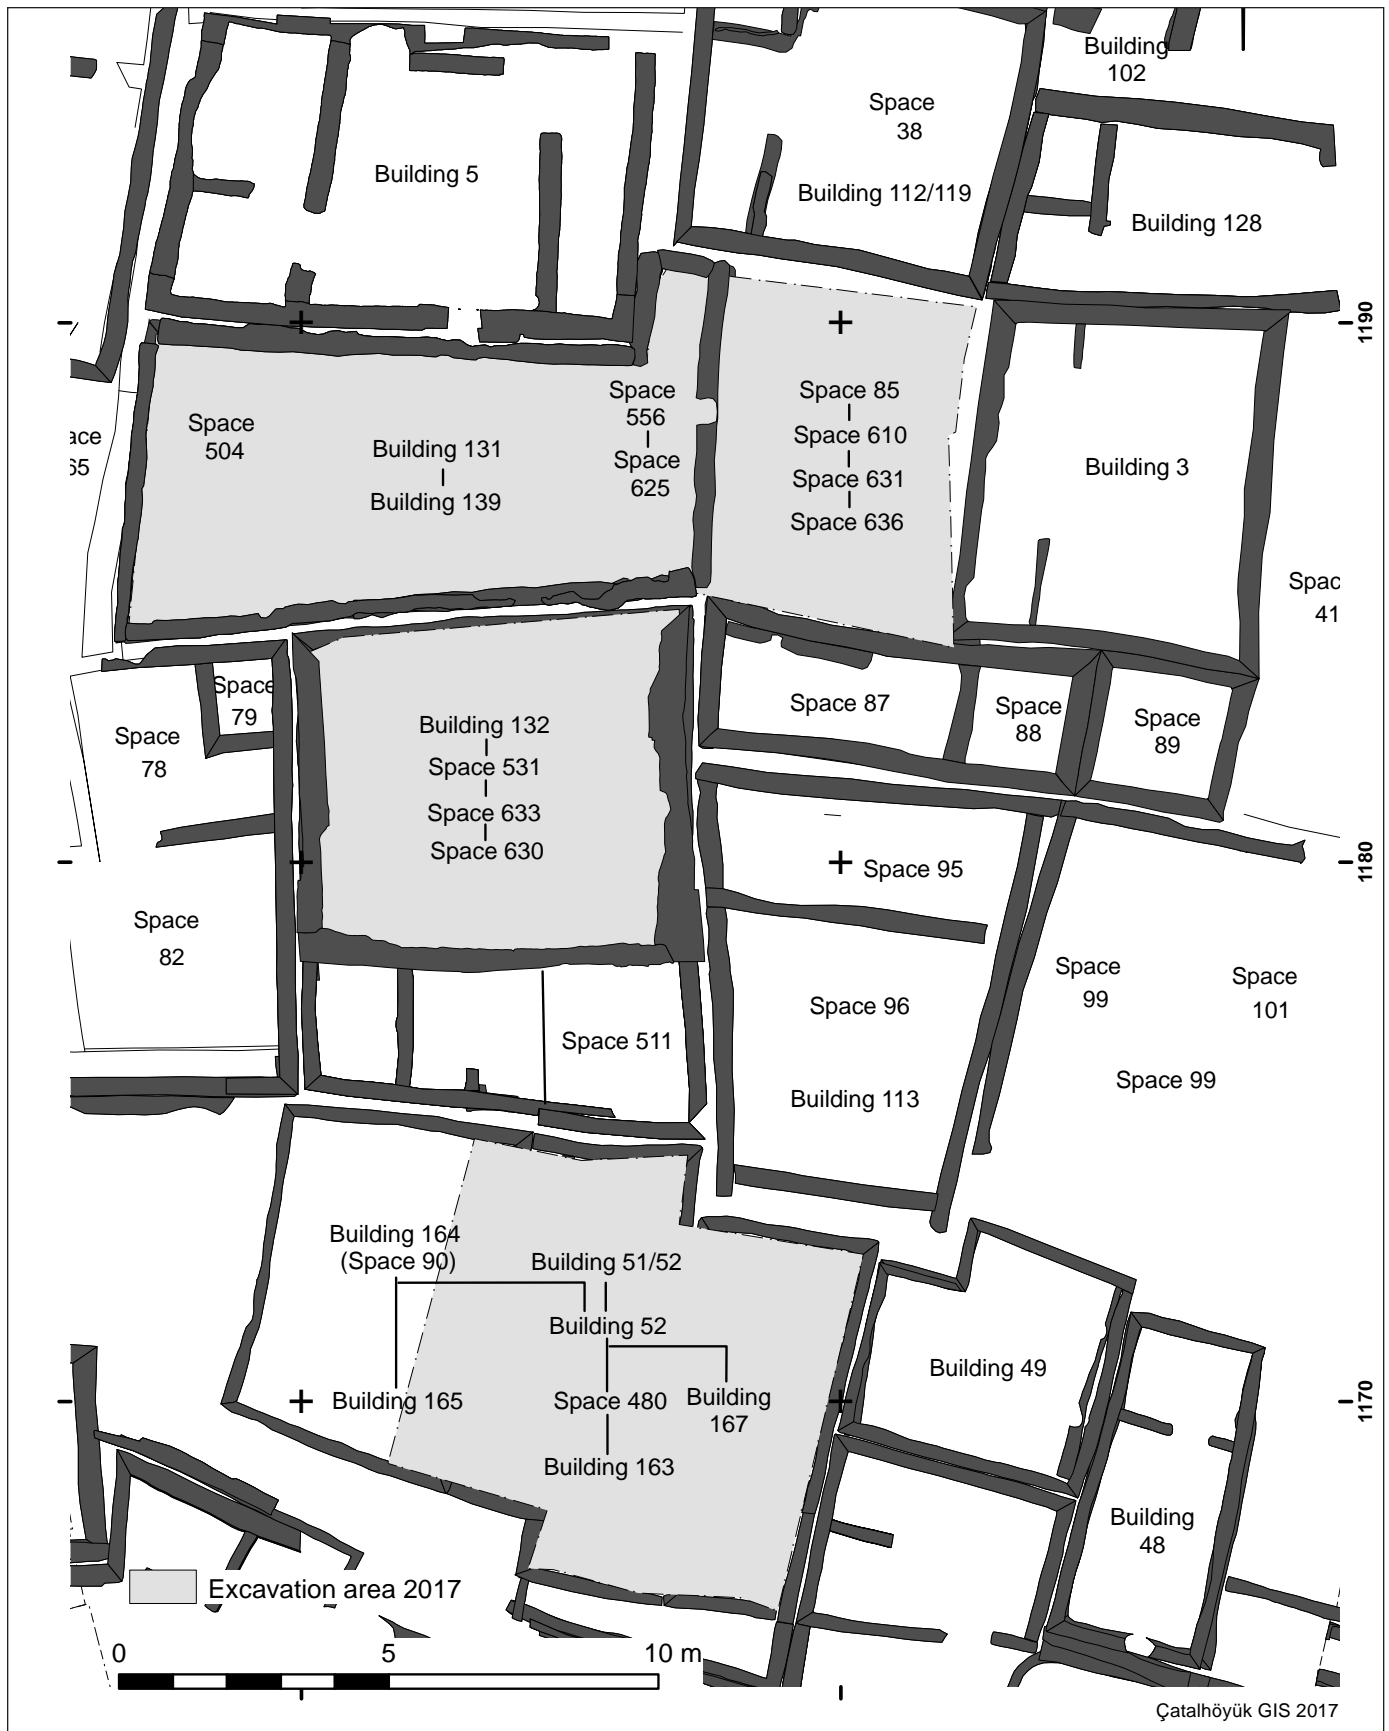 Building
102
Space
38
Building 5
Building 112/119
Building 128
1190
Space
504
Building 131
Building 139
Space
556
Space
625
Space 85
Space 610
Space 631
Space 636
Building 3
ace
65
Spac
41
Space
79
Space
78
Building 132
Space 531
Space 633
Space 630
Space 87
Space
88
Space
89
1180
Space 95
Space
82
Space 96
Space
99
Space
101
Space 511
Space 99
Building 113
Building 164
(Space 90)
Building 51/52
Building 52
Building 49
Building 165
Space 480
Building
167
1170
Building 163
Building
48
Excavation area 2017
0 5 10 m
Çatalhöyük GIS 2017